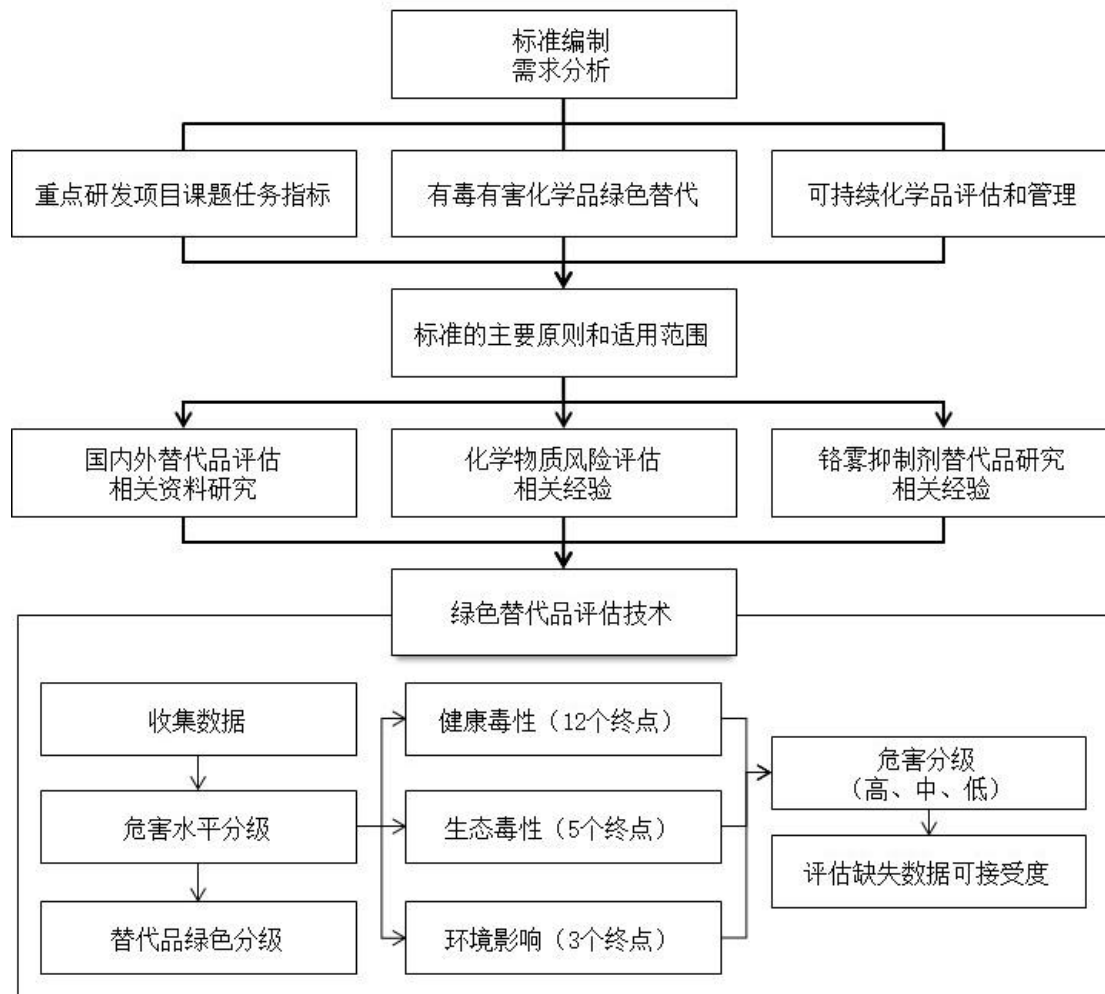 标准编制
需求分析
重点研发项目课题任务指标
有毒有害化学品绿色替代
可持续化学品评估和管理
标准的主要原则和适用范围
国内外替代品评估
相关资料研究
化学物质风险评估
相关经验
铬雾抑制剂替代品研究
相关经验
绿色替代品评估技术
收集数据
健康毒性（12个终点）
危害分级
（高、中、低）
危害水平分级
生态毒性（5个终点）
评估缺失数据可接受度
替代品绿色分级
环境影响（3个终点）